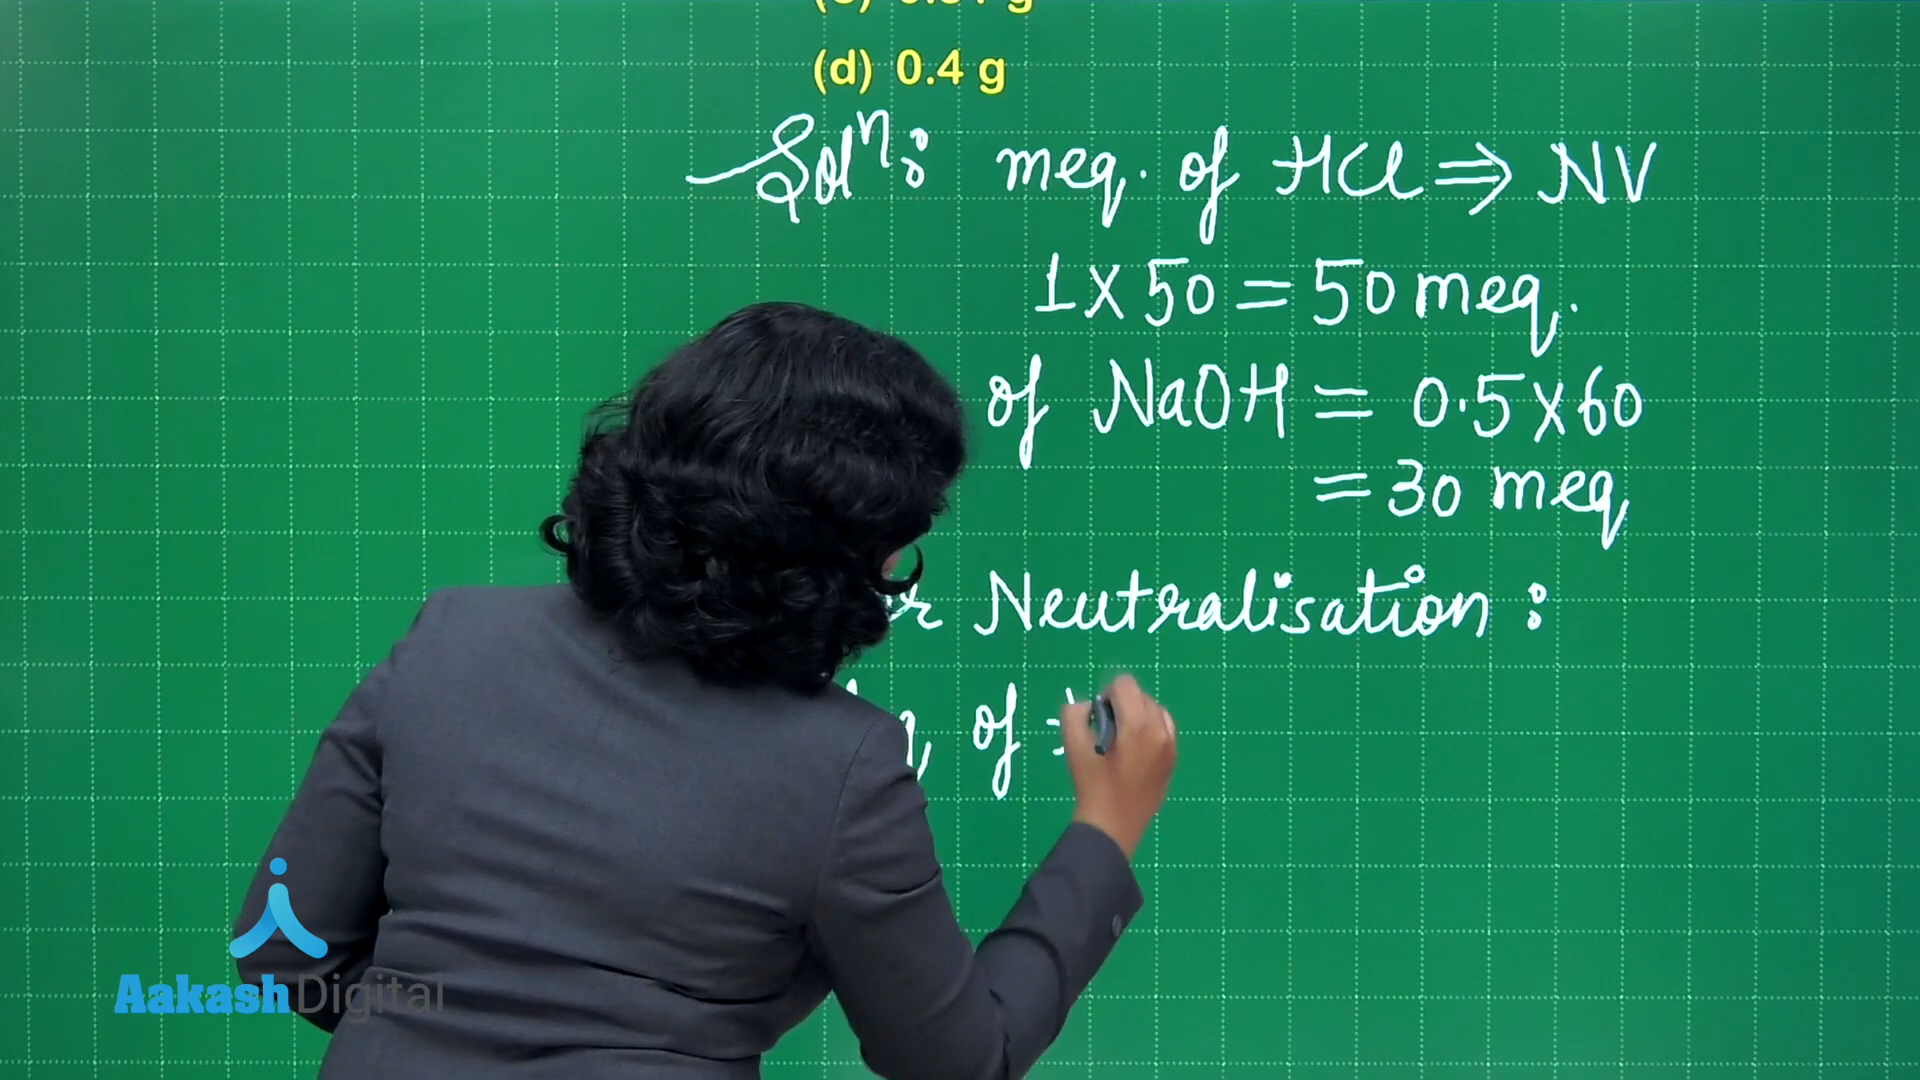 (d) 0.4 g
Solⁿ: meq. of HCl ⇒ NV
1 X 50 = 50 meq.
of NaOH = 0.5 X 60
= 30 meq
Neutralisation :
of
Aakash Digital